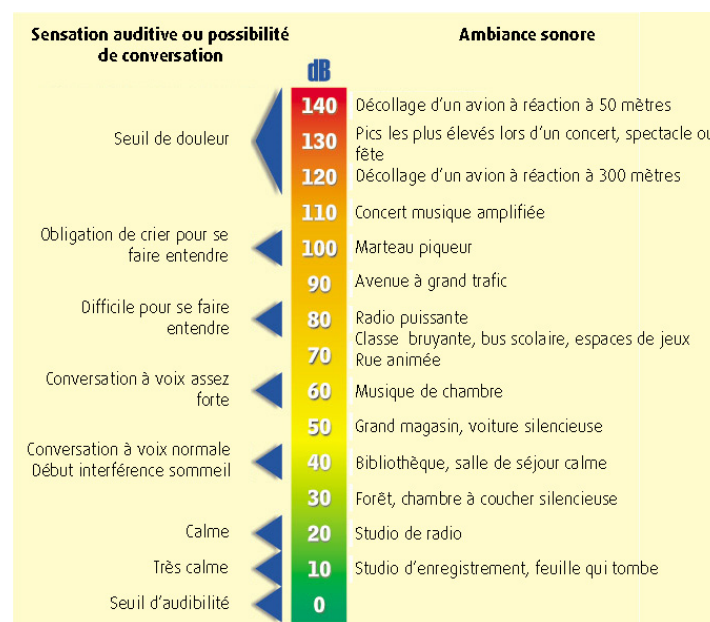 Sensation auditive ou possibilité
de conversation
Ambiance sonore
dB
140 Décollage d'un avion à réaction à 50 mètres
Seuil de douleur
130 Pics les plus élevés lors d'un concert, spectacle ou
fête
120 Décollage d'un avion à réaction à 300 mètres
110 Concert musique amplifiée
Obligation de crier pour se
faire entendre
100 Marteau piqueur
90 Avenue à grand trafic
Difficile pour se faire
entendre
80 Radio puissante
Classe bruyante, bus scolaire, espaces de jeux
70 Rue animée
Conversation à voix assez
forte
60 Musique de chambre
50 Grand magasin, voiture silencieuse
Conversation à voix normale
Début interférence sommeil
40 Bibliothèque, salle de séjour calme
30 Forêt, chambre à coucher silencieuse
Calme
20 Studio de radio
Très calme
10 Studio d'enregistrement, feuille qui tombe
Seuil d'audibilité
0